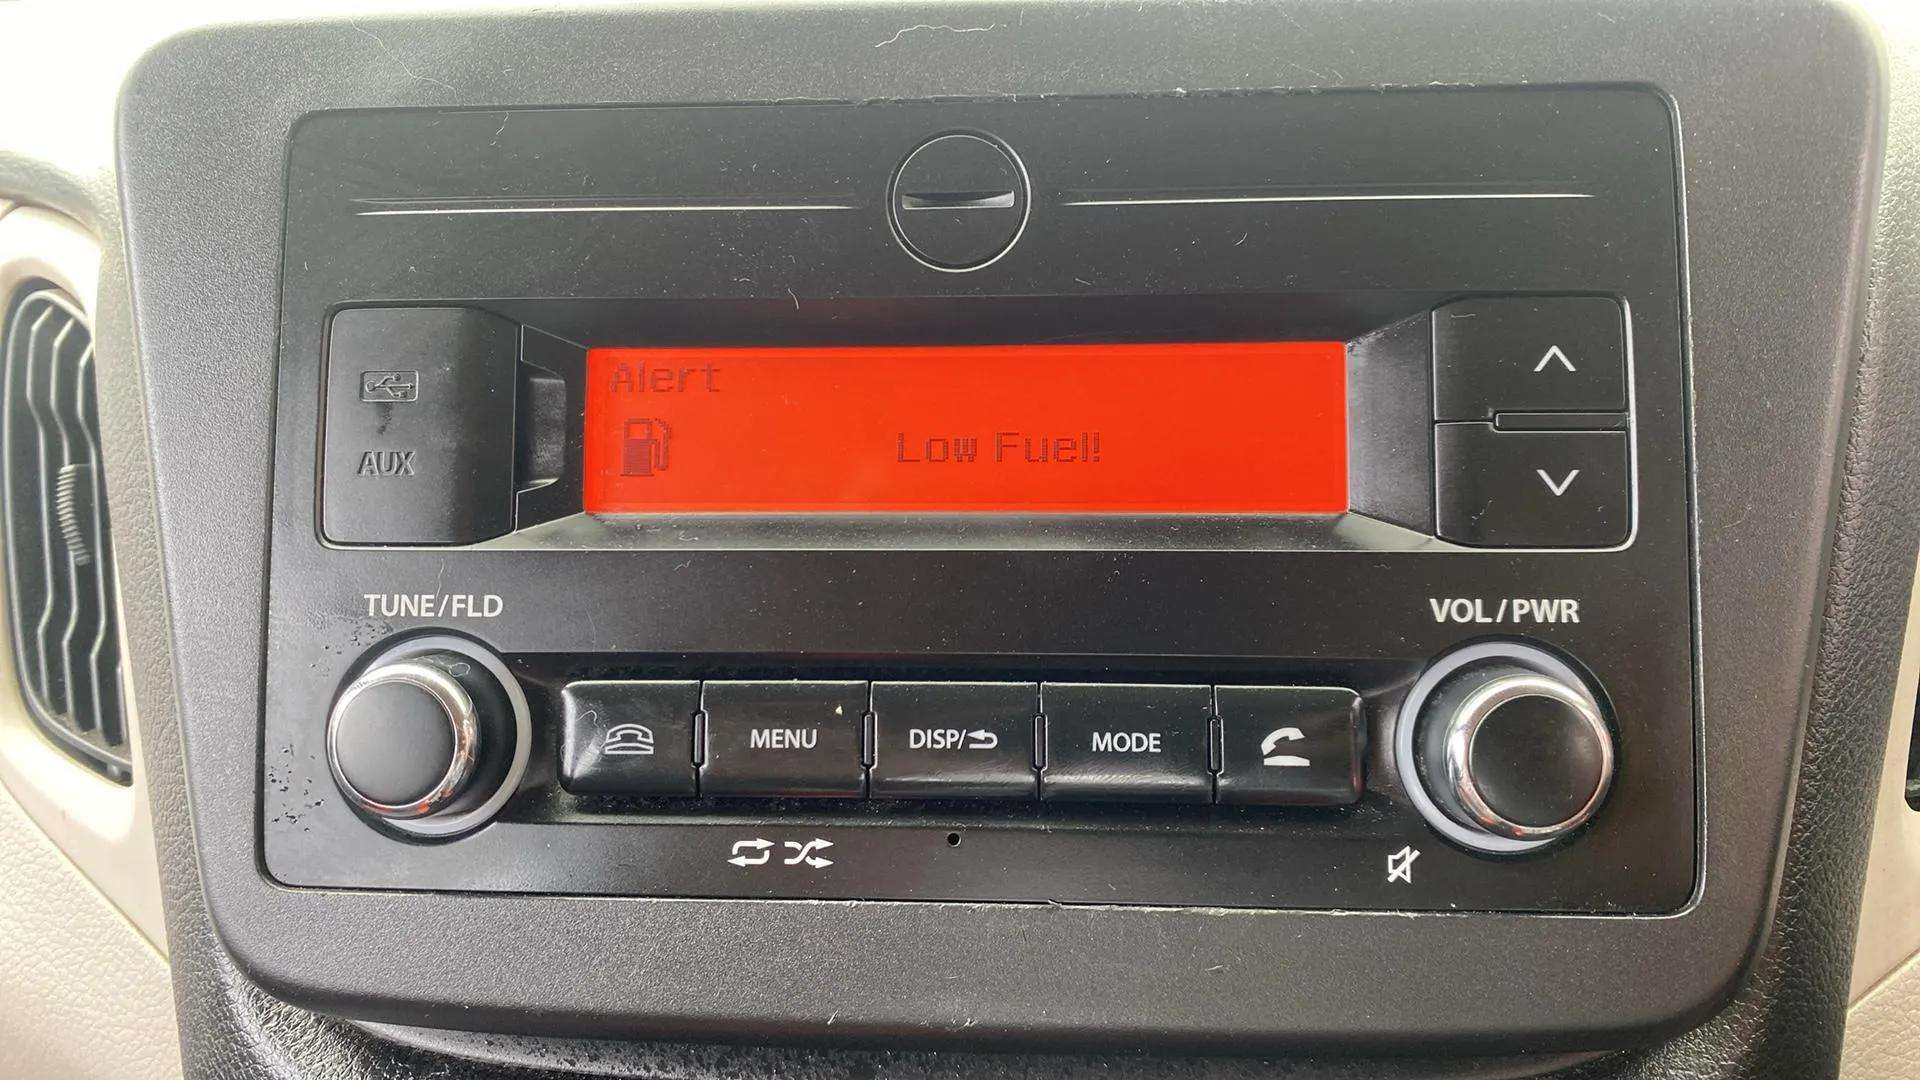 Alert
Low Fuel!
AUX
TUNE/FLD
VOL/PWR
MENU
DISP/
MODE